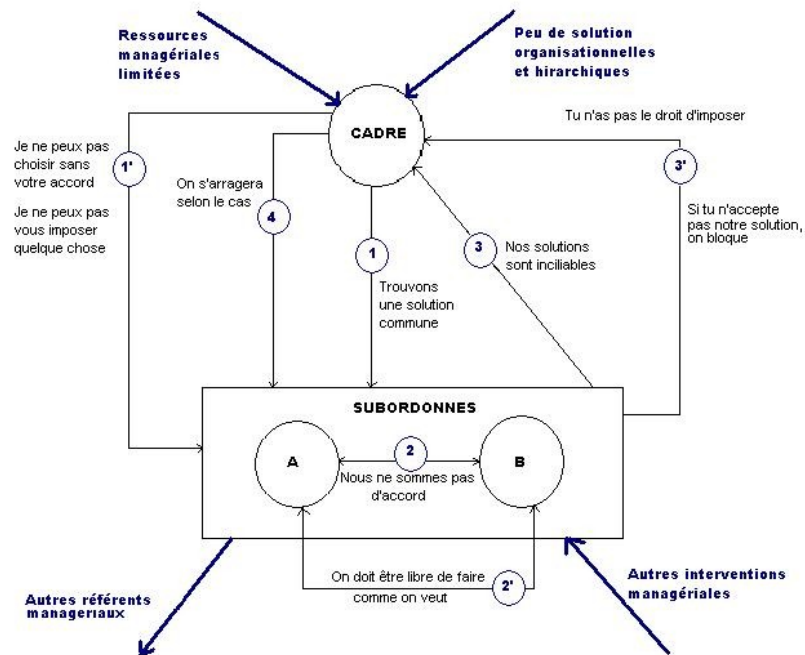 Ressources
managériales
limitées
Peu de solution
organisationnelles
et hirarchiques
CADRE
Tu n'as pas le droit d'imposer
Je ne peux pas
choisir sans
votre accord
1'
Je ne peux pas
vous imposer
quelque chose
On s'arragera
selon le cas
4
1
Trouvons
une solution
commune
3
Nos solutions
sont inciliables
3'
Si tu n'accepte
pas notre solution,
on bloque
SUBORDONNES
A
2
B
Nous ne sommes pas
d'accord
On doit être libre de faire
comme on veut
2'
Autres référents
manageriaux
Autres interventions
managériales